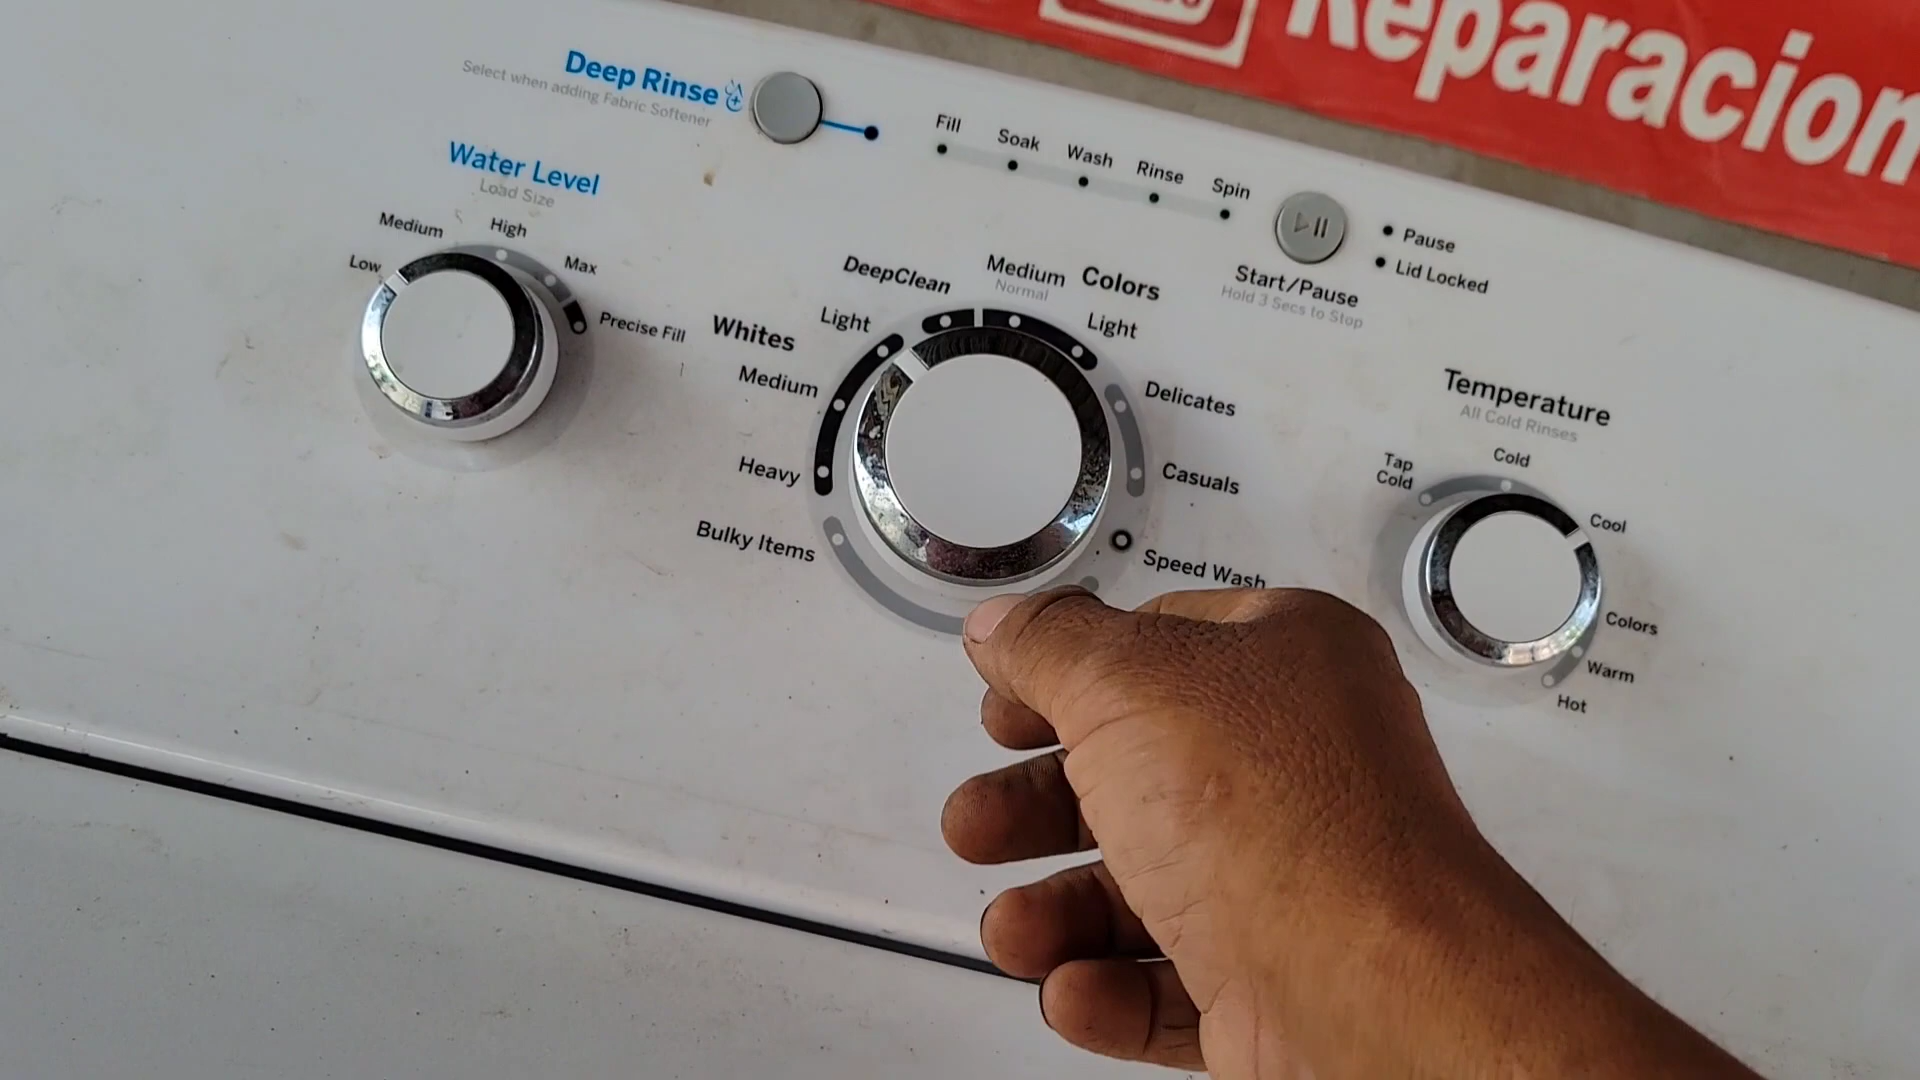 Reparacion
Deep Rinse
Select when adding Fabric Softener
Fill
Soak
Wash
Rinse
Spin
Water Level
Load Size
Low
Medium
High
Max
Precise Fill
Start/Pause
Hold 3 Secs to Stop
Pause
Lid Locked
Whites
Light
Medium
Heavy
Bulky Items
DeepClean
Colors
Medium
Normal
Light
Delicates
Casuals
Speed Wash
Temperature
All Cold Rinses
Tap
Cold
Cold
Cool
Colors
Warm
Hot